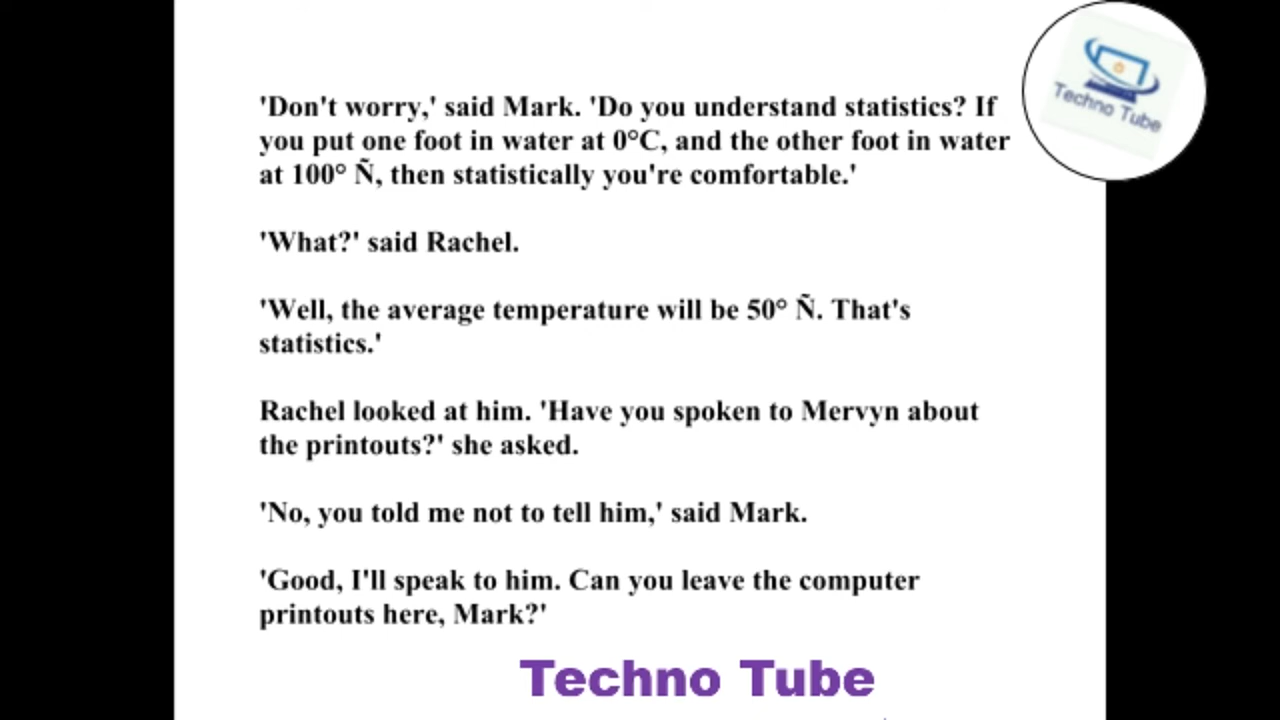 'Don't worry,' said Mark. 'Do you understand statistics? If
you put one foot in water at 0°C, and the other foot in water
at 100° Ñ, then statistically you're comfortable.'
'What?' said Rachel.
'Well, the average temperature will be 50° Ñ. That's
statistics.'
Rachel looked at him. 'Have you spoken to Mervyn about
the printouts?' she asked.
'No, you told me not to tell him,' said Mark.
'Good, I'll speak to him. Can you leave the computer
printouts here, Mark?'
Techno Tube
Techno Tube